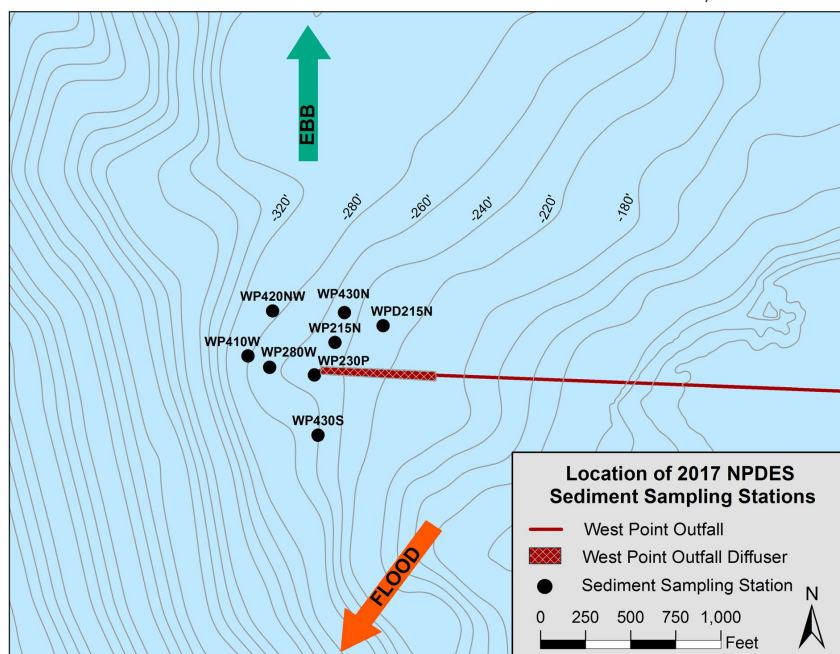 EBB
-320'
-280'
-260'
-240'
-220'
-180'
WP420NW
WP430N
WPD215N
WP215N
WP410W
WP280W
WP230P
WP430S
FLOOD
Location of 2017 NPDES
Sediment Sampling Stations
West Point Outfall
West Point Outfall Diffuser
Sediment Sampling Station
N
0 250 500 750 1,000
Feet